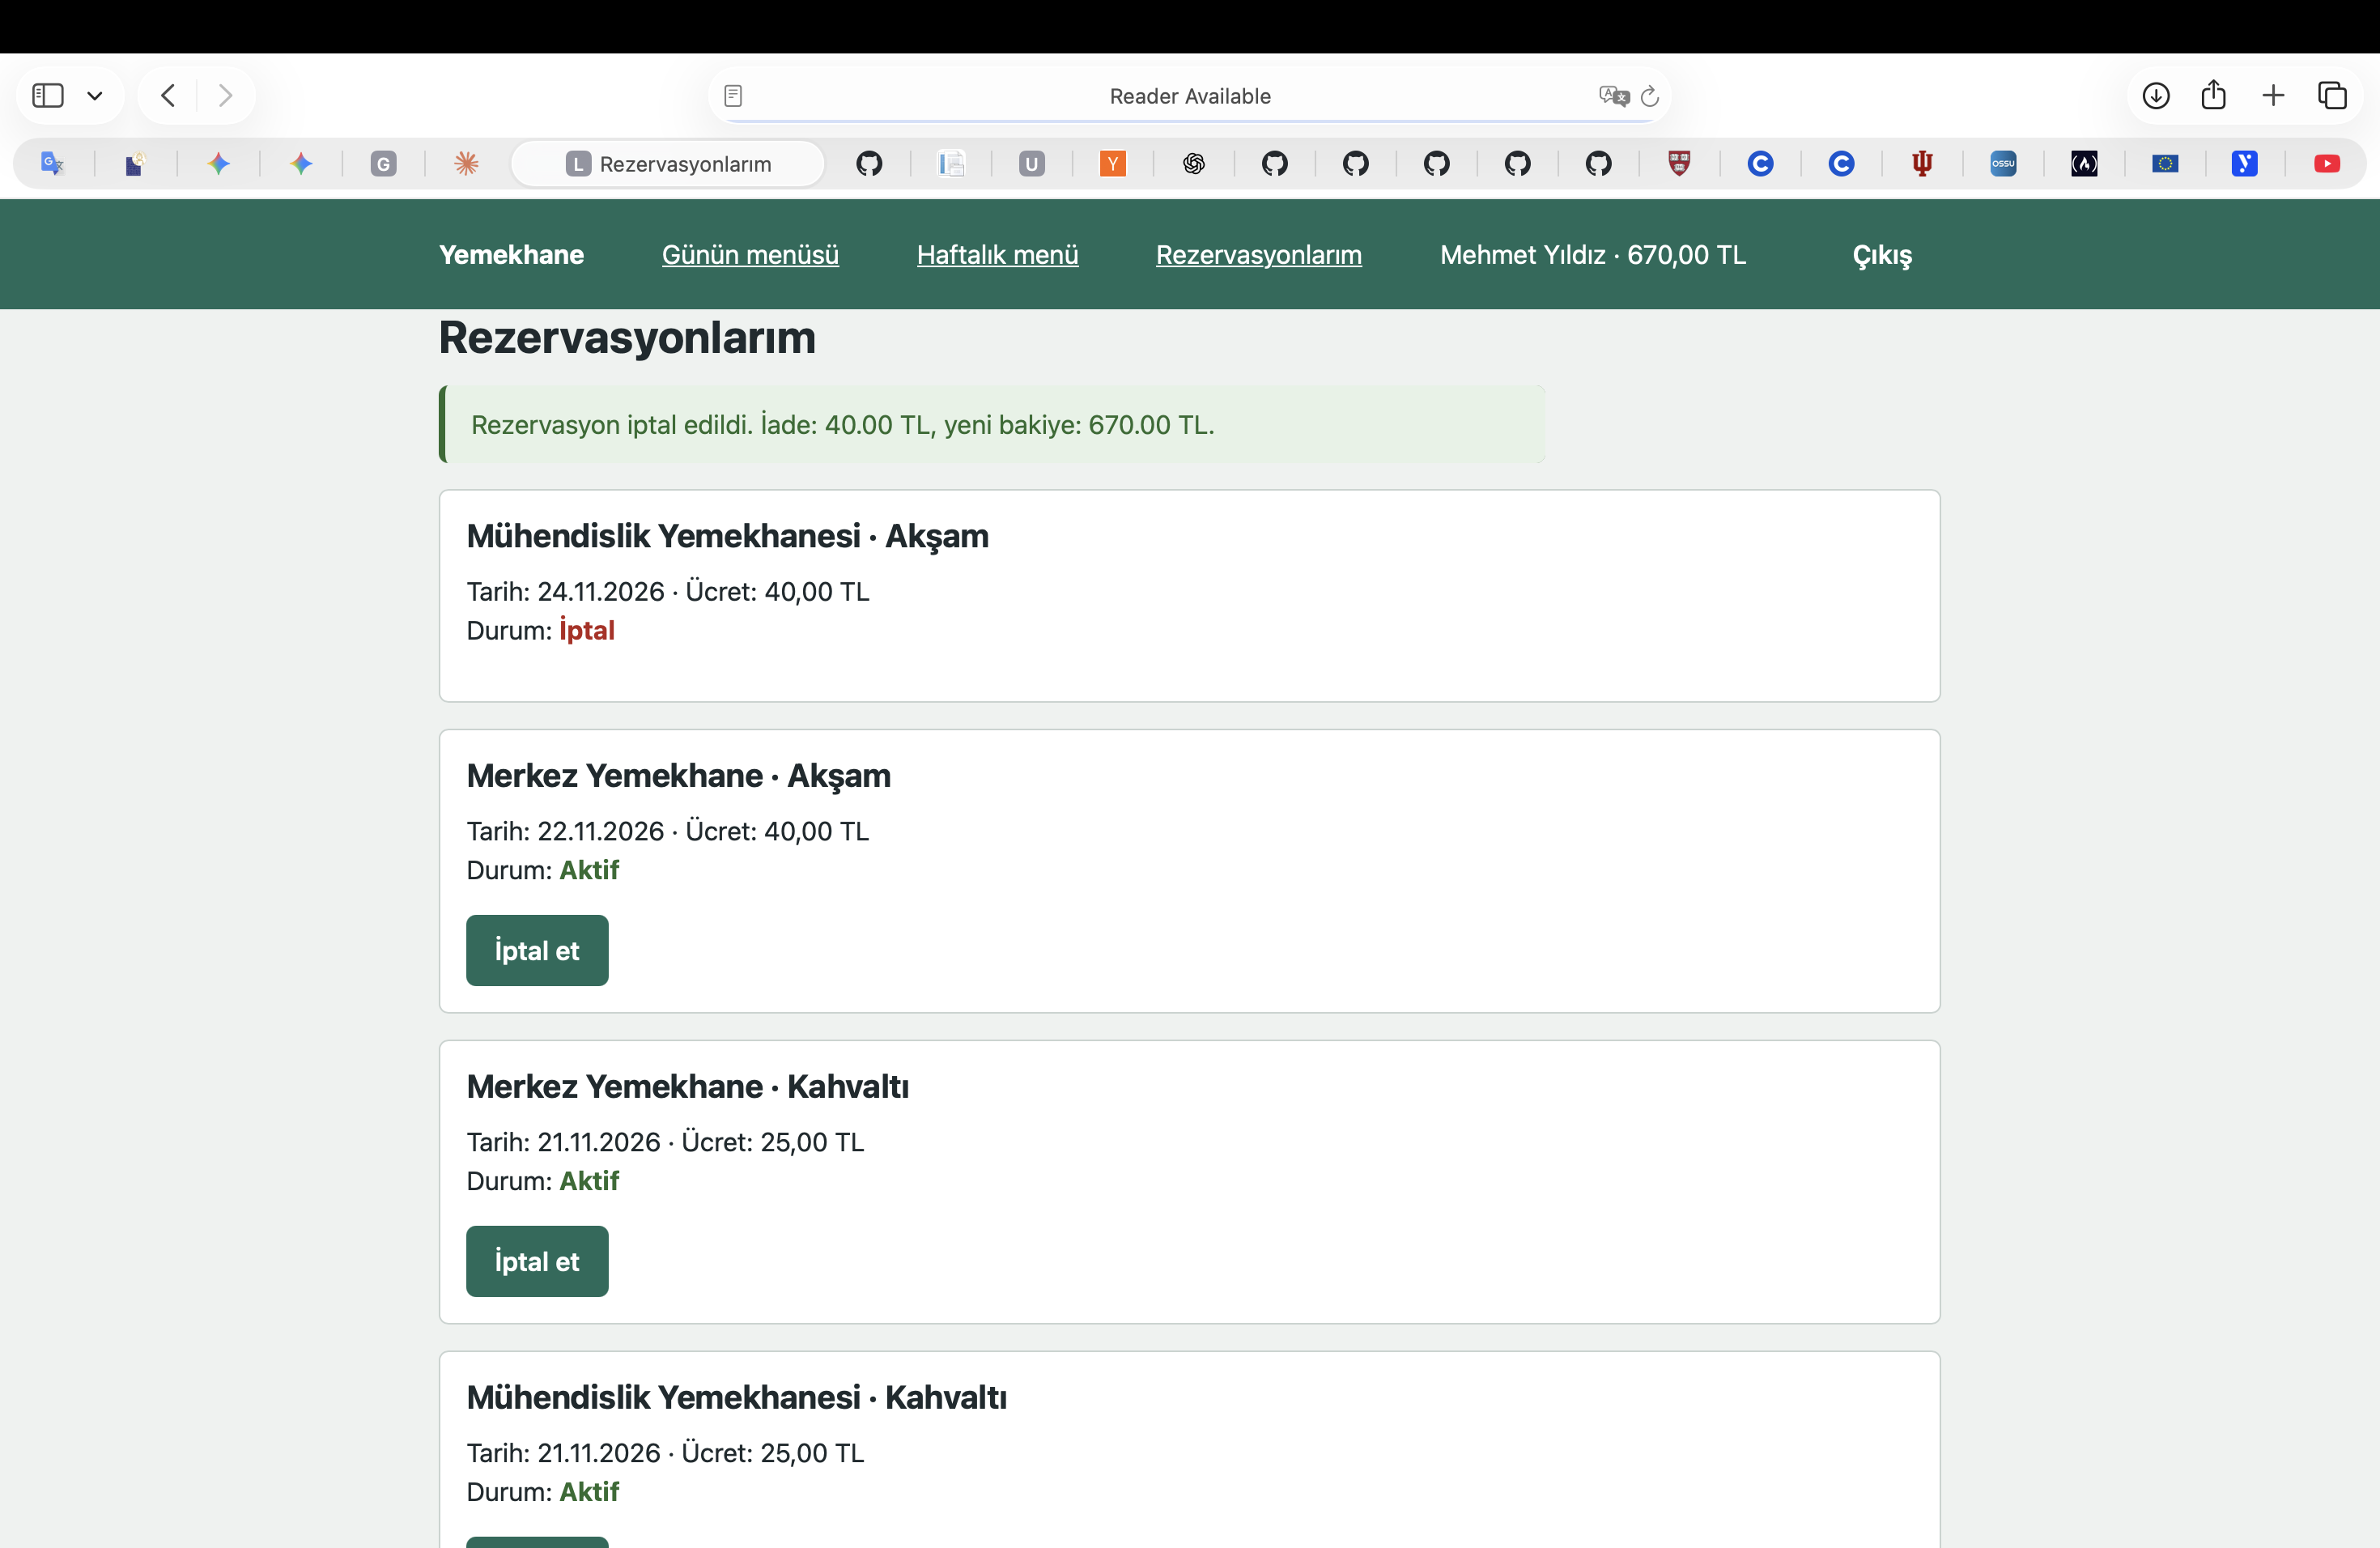 Reader Available
G
L Rezervasyonlarım
U
Y
OSSU
Yemekhane Günün menüsü Haftalık menü Rezervasyonlarım Mehmet Yıldız · 670,00 TL Çıkış
Rezervasyonlarım
Rezervasyon iptal edildi. İade: 40.00 TL, yeni bakiye: 670.00 TL.
Mühendislik Yemekhanesi · Akşam
Tarih: 24.11.2026 · Ücret: 40,00 TL
Durum: İptal
Merkez Yemekhane · Akşam
Tarih: 22.11.2026 · Ücret: 40,00 TL
Durum: Aktif
İptal et
Merkez Yemekhane · Kahvaltı
Tarih: 21.11.2026 · Ücret: 25,00 TL
Durum: Aktif
İptal et
Mühendislik Yemekhanesi · Kahvaltı
Tarih: 21.11.2026 · Ücret: 25,00 TL
Durum: Aktif